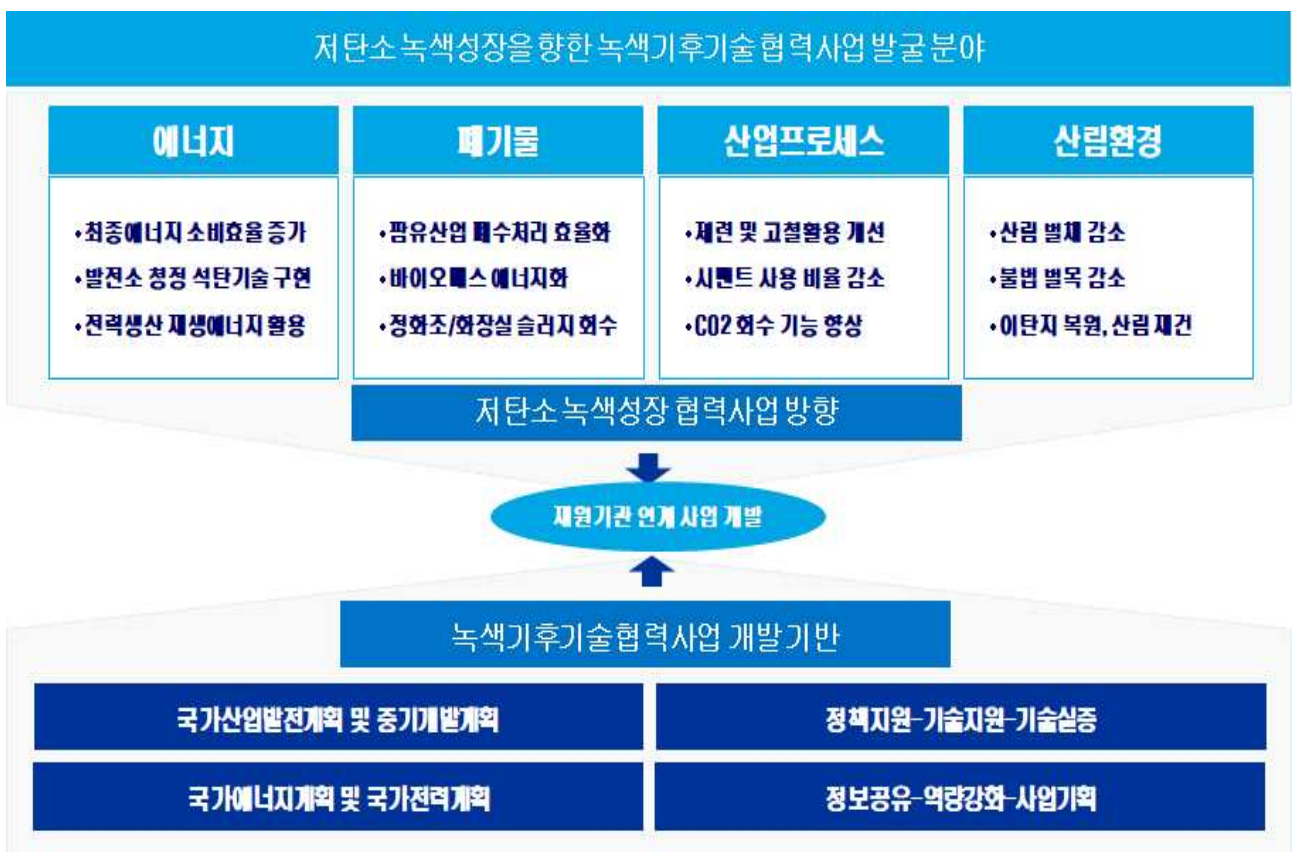 저탄소 녹색성장을 향한 녹색기후기술 협력사업 발굴 분야
에너지
•최종에너지 소비효율 증가
•발전소 청정 석탄기술 구현
•전력생산 재생에너지 활용
폐기물
•팜유산업 폐수처리 효율화
•바이오매스 에너지화
•정화조/화장실 슬러지 회수
산업프로세스
•제련 및 고철활용 개선
•시멘트 사용 비율 감소
•CO2 회수 기능 향상
산림환경
•산림 벌채 감소
•불법 벌목 감소
•이탄지 복원, 산림 재건
저탄소 녹색성장 협력사업 방향
재원기관 연계 사업 개발
녹색기후기술협력사업 개발기반
국가산업발전계획 및 중기개발계획
정책지원-기술지원-기술실증
국가에너지계획 및 국가전력계획
정보공유-역량강화-사업기획